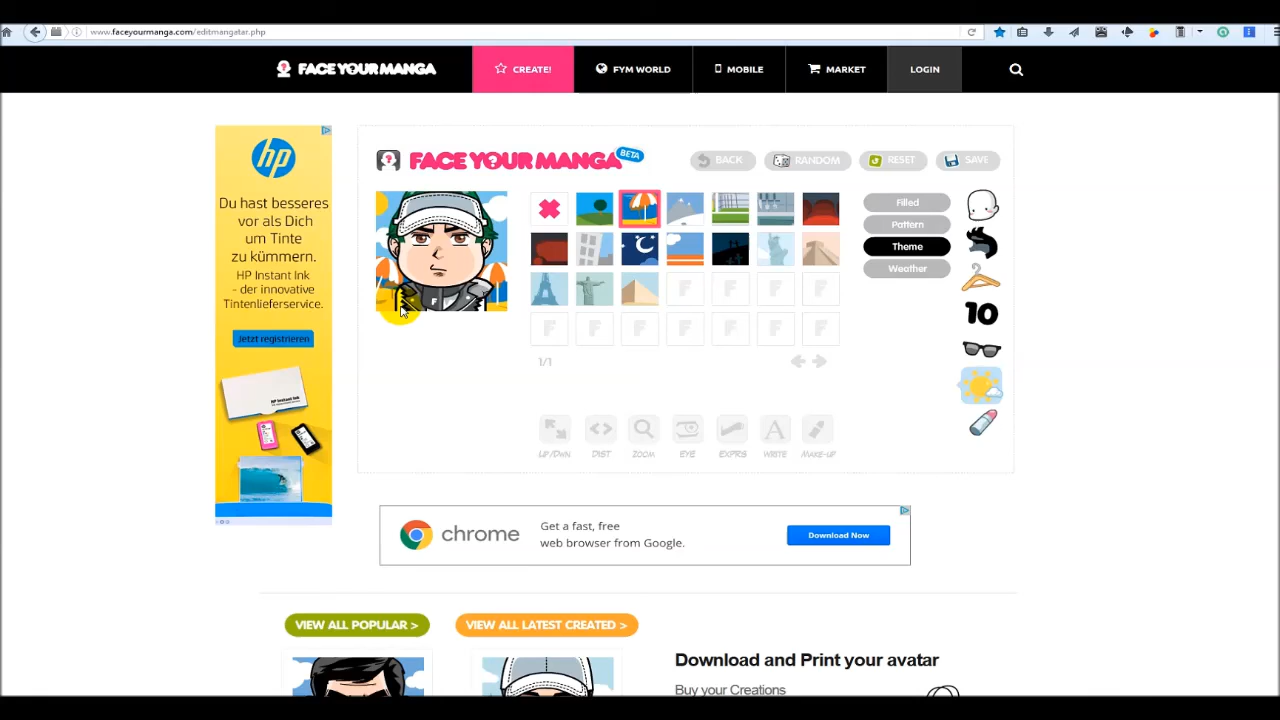 www.faceyourmanga.com/editmangatar.php
FACE YOUR MANGA
CREATE!
FYM WORLD
MOBILE
MARKET
LOGIN
hp
Du hast besseres
vor als Dich
um Tinte
zu kümmern.
HP Instant Ink
- der innovative
Tintenlieferservice.
Jetzt registrieren
FACE YOUR MANGA BETA
BACK
RANDOM
RESET
SAVE
Filled
Pattern
Theme
Weather
10
F
F F F F
F F F F F F F
1/1
UP/DWN
DIST
ZOOM
EYE
EXPRS
WRITE
MAKE-UP
chrome
Get a fast, free
web browser from Google.
Download Now
VIEW ALL POPULAR >
VIEW ALL LATEST CREATED >
Download and Print your avatar
Buy your Creations